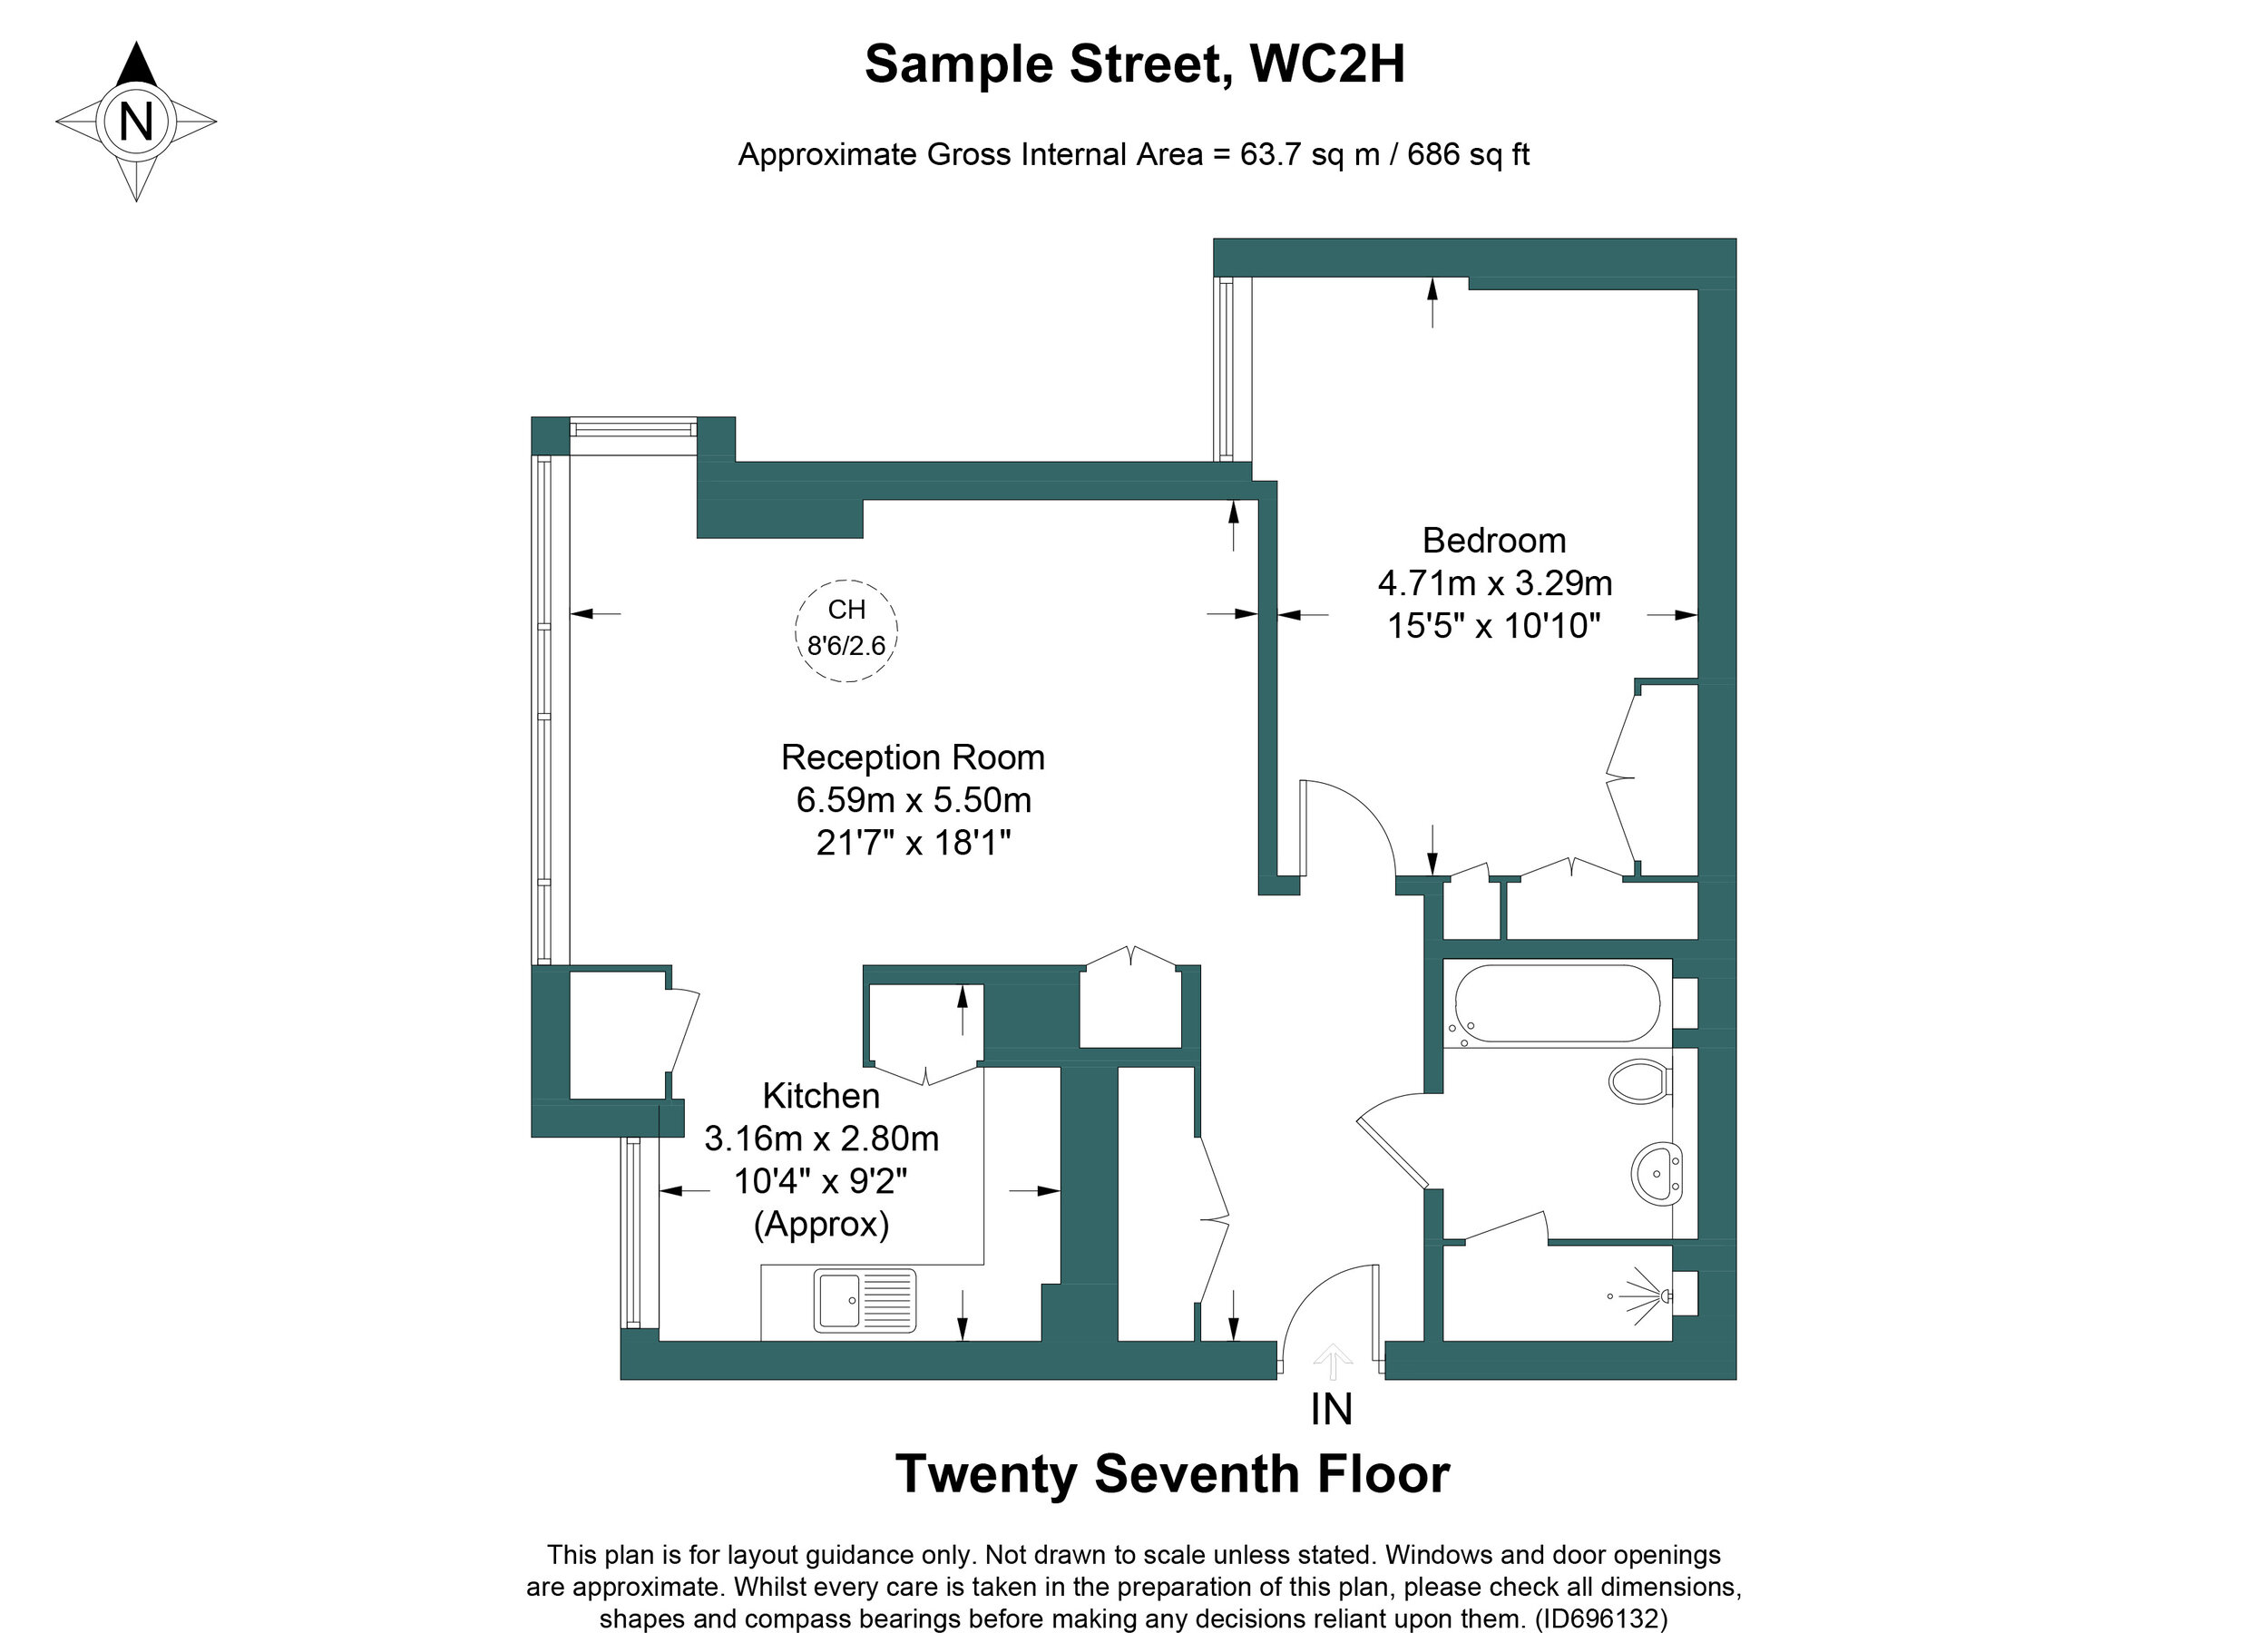 N
Sample Street, WC2H
Approximate Gross Internal Area = 63.7 sq m / 686 sq ft
Bedroom
4.71m x 3.29m
15'5" x 10'10"
CH
8'6/2.6
Reception Room
6.59m x 5.50m
21'7" x 18'1"
Kitchen
3.16m x 2.80m
10'4" x 9'2"
(Approx)
IN
Twenty Seventh Floor
This plan is for layout guidance only. Not drawn to scale unless stated. Windows and door openings
are approximate. Whilst every care is taken in the preparation of this plan, please check all dimensions,
shapes and compass bearings before making any decisions reliant upon them. (ID696132)